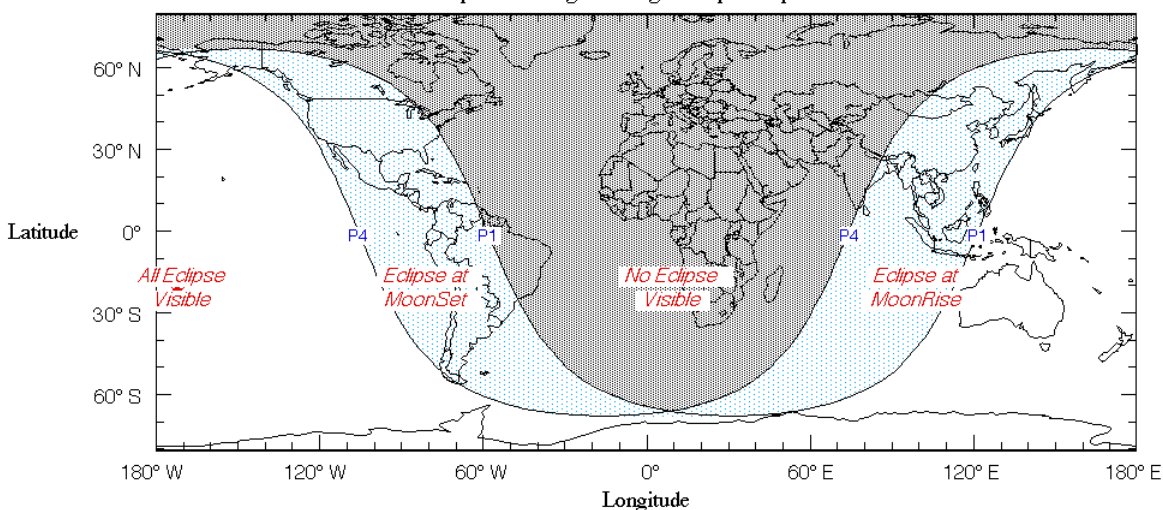 60° N
30° N
Latitude
0°
P4
P1
P4
P1
All Eclipse
Visible
Eclipse at
MoonSet
No Eclipse
Visible
Eclipse at
MoonRise
30° S
60° S
180° W
120° W
60° W
0°
60° E
120° E
180° E
Longitude